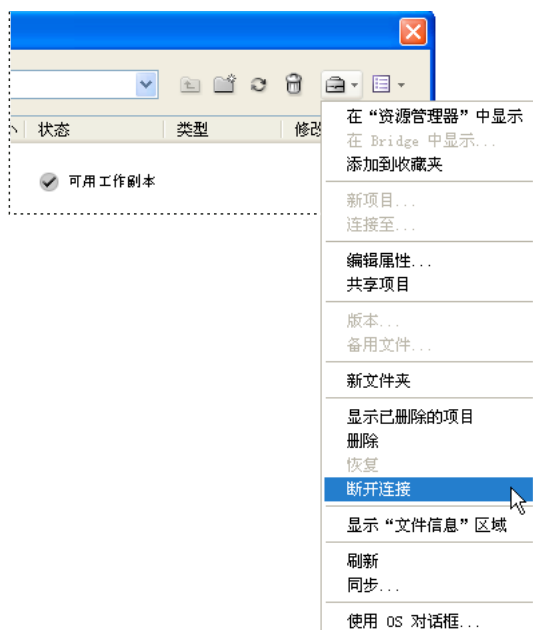 状态 类型 修改
可用工作副本
在“资源管理器”中显示
在 Bridge 中显示...
添加到收藏夹
新项目...
连接至...
编辑属性...
共享项目
版本...
备用文件...
新文件夹
显示已删除的项目
删除
恢复
断开连接
显示“文件信息”区域
刷新
同步...
使用 OS 对话框...